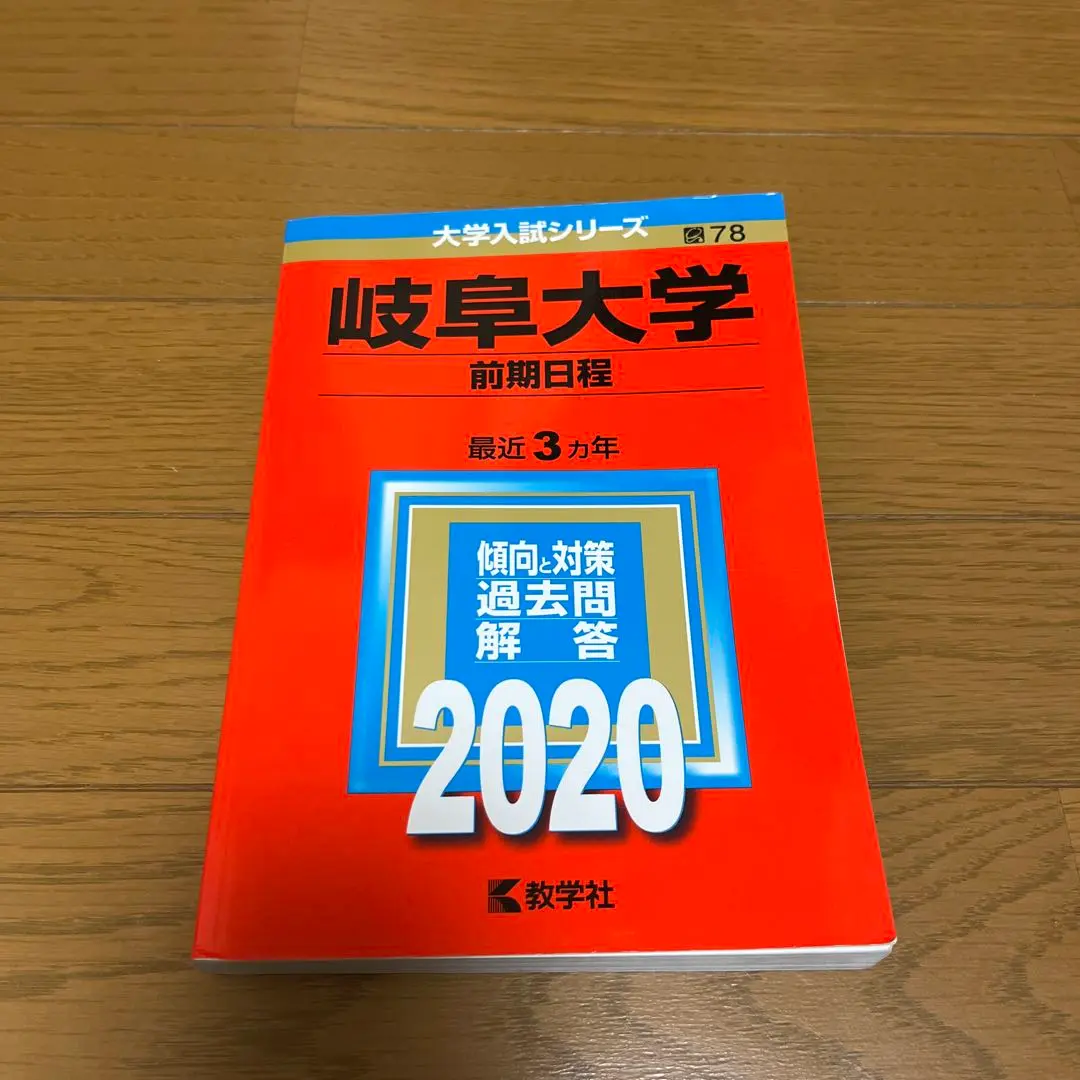 大学入試シリーズ 78
岐阜大学
前期日程
最近3ヵ年
傾向と対策
過去問
解答
2020
教学社